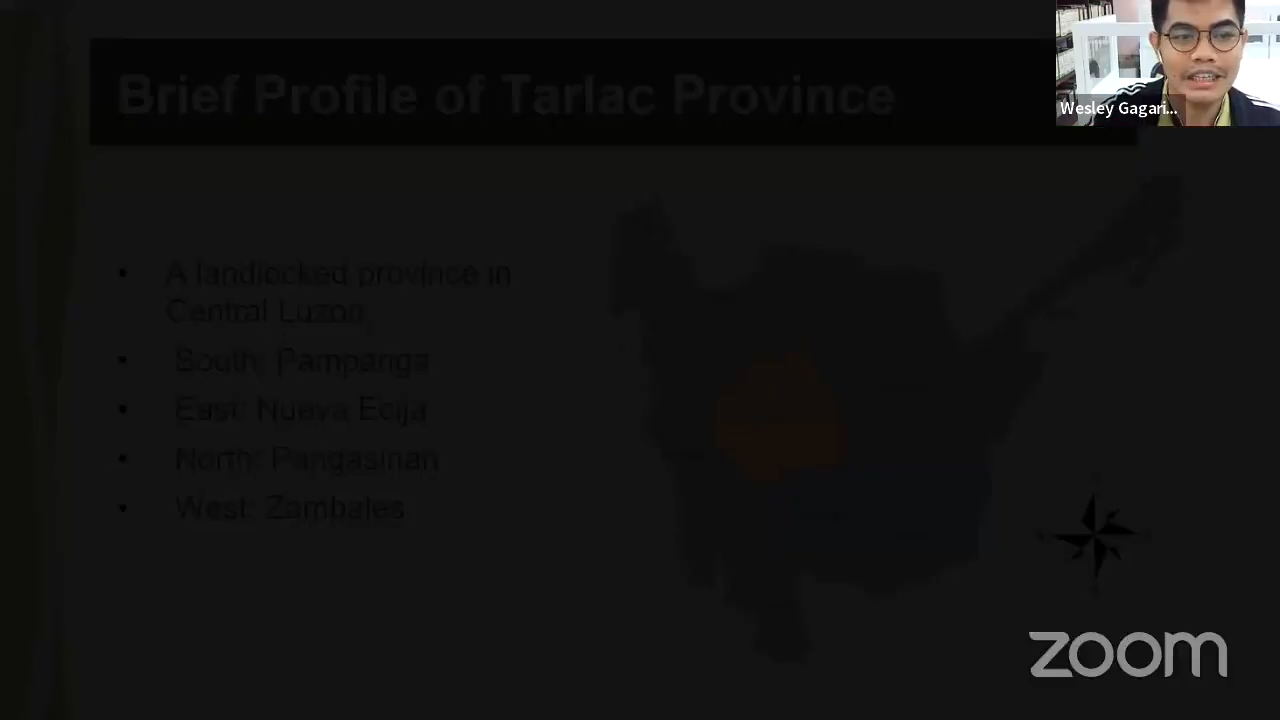 Brief Profile of Tarlac Province
Wesley Gagari...
• A landlocked province in
Central Luzon
• South: Pampanga
• East: Nueva Ecija
• North: Pangasinan
• West: Zambales
zoom